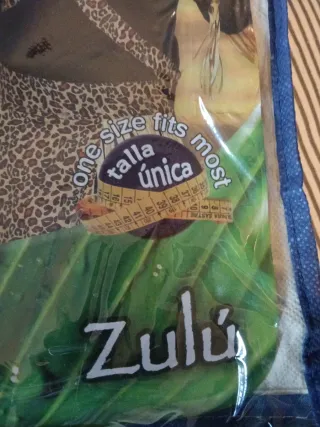 one size fits most
talla
única
Zulú